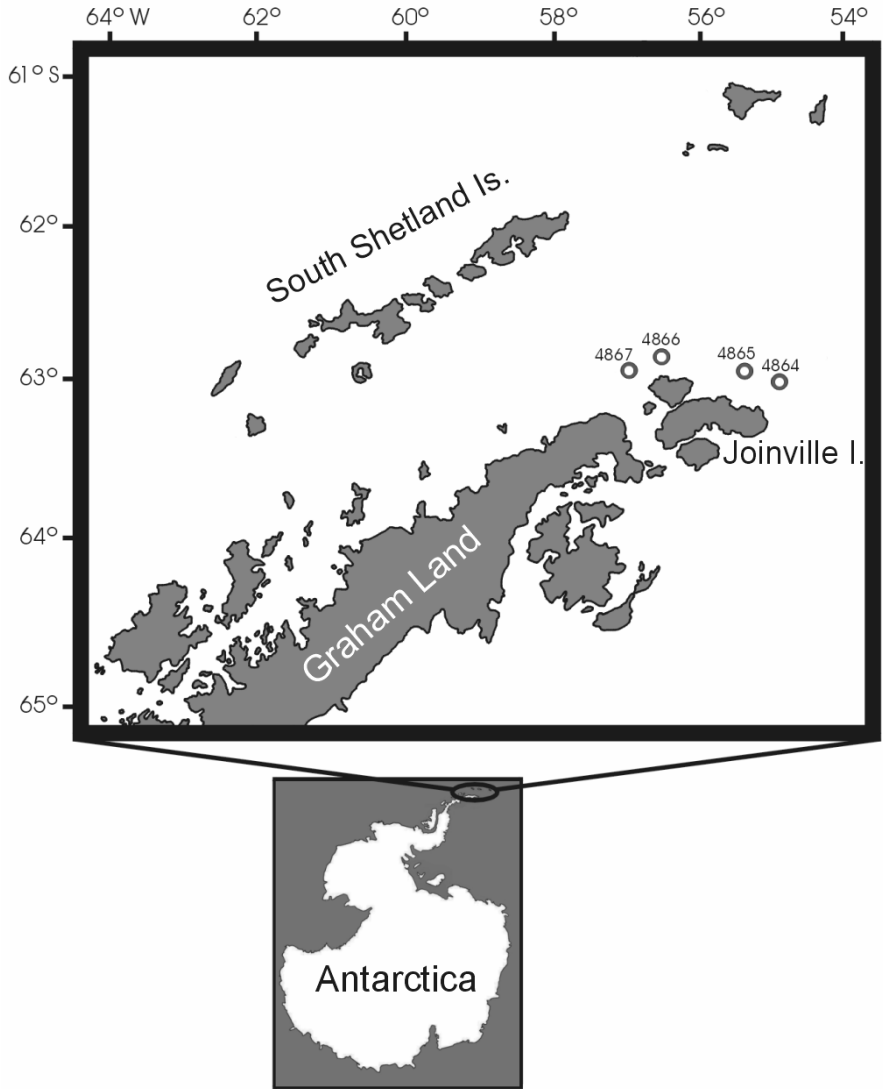 64° W 62° 60° 58° 56° 54°
61° S
62°
South Shetland Is.
4866
4867
4865
4864
63°
Joinville I.
64°
Graham Land
65°
Antarctica